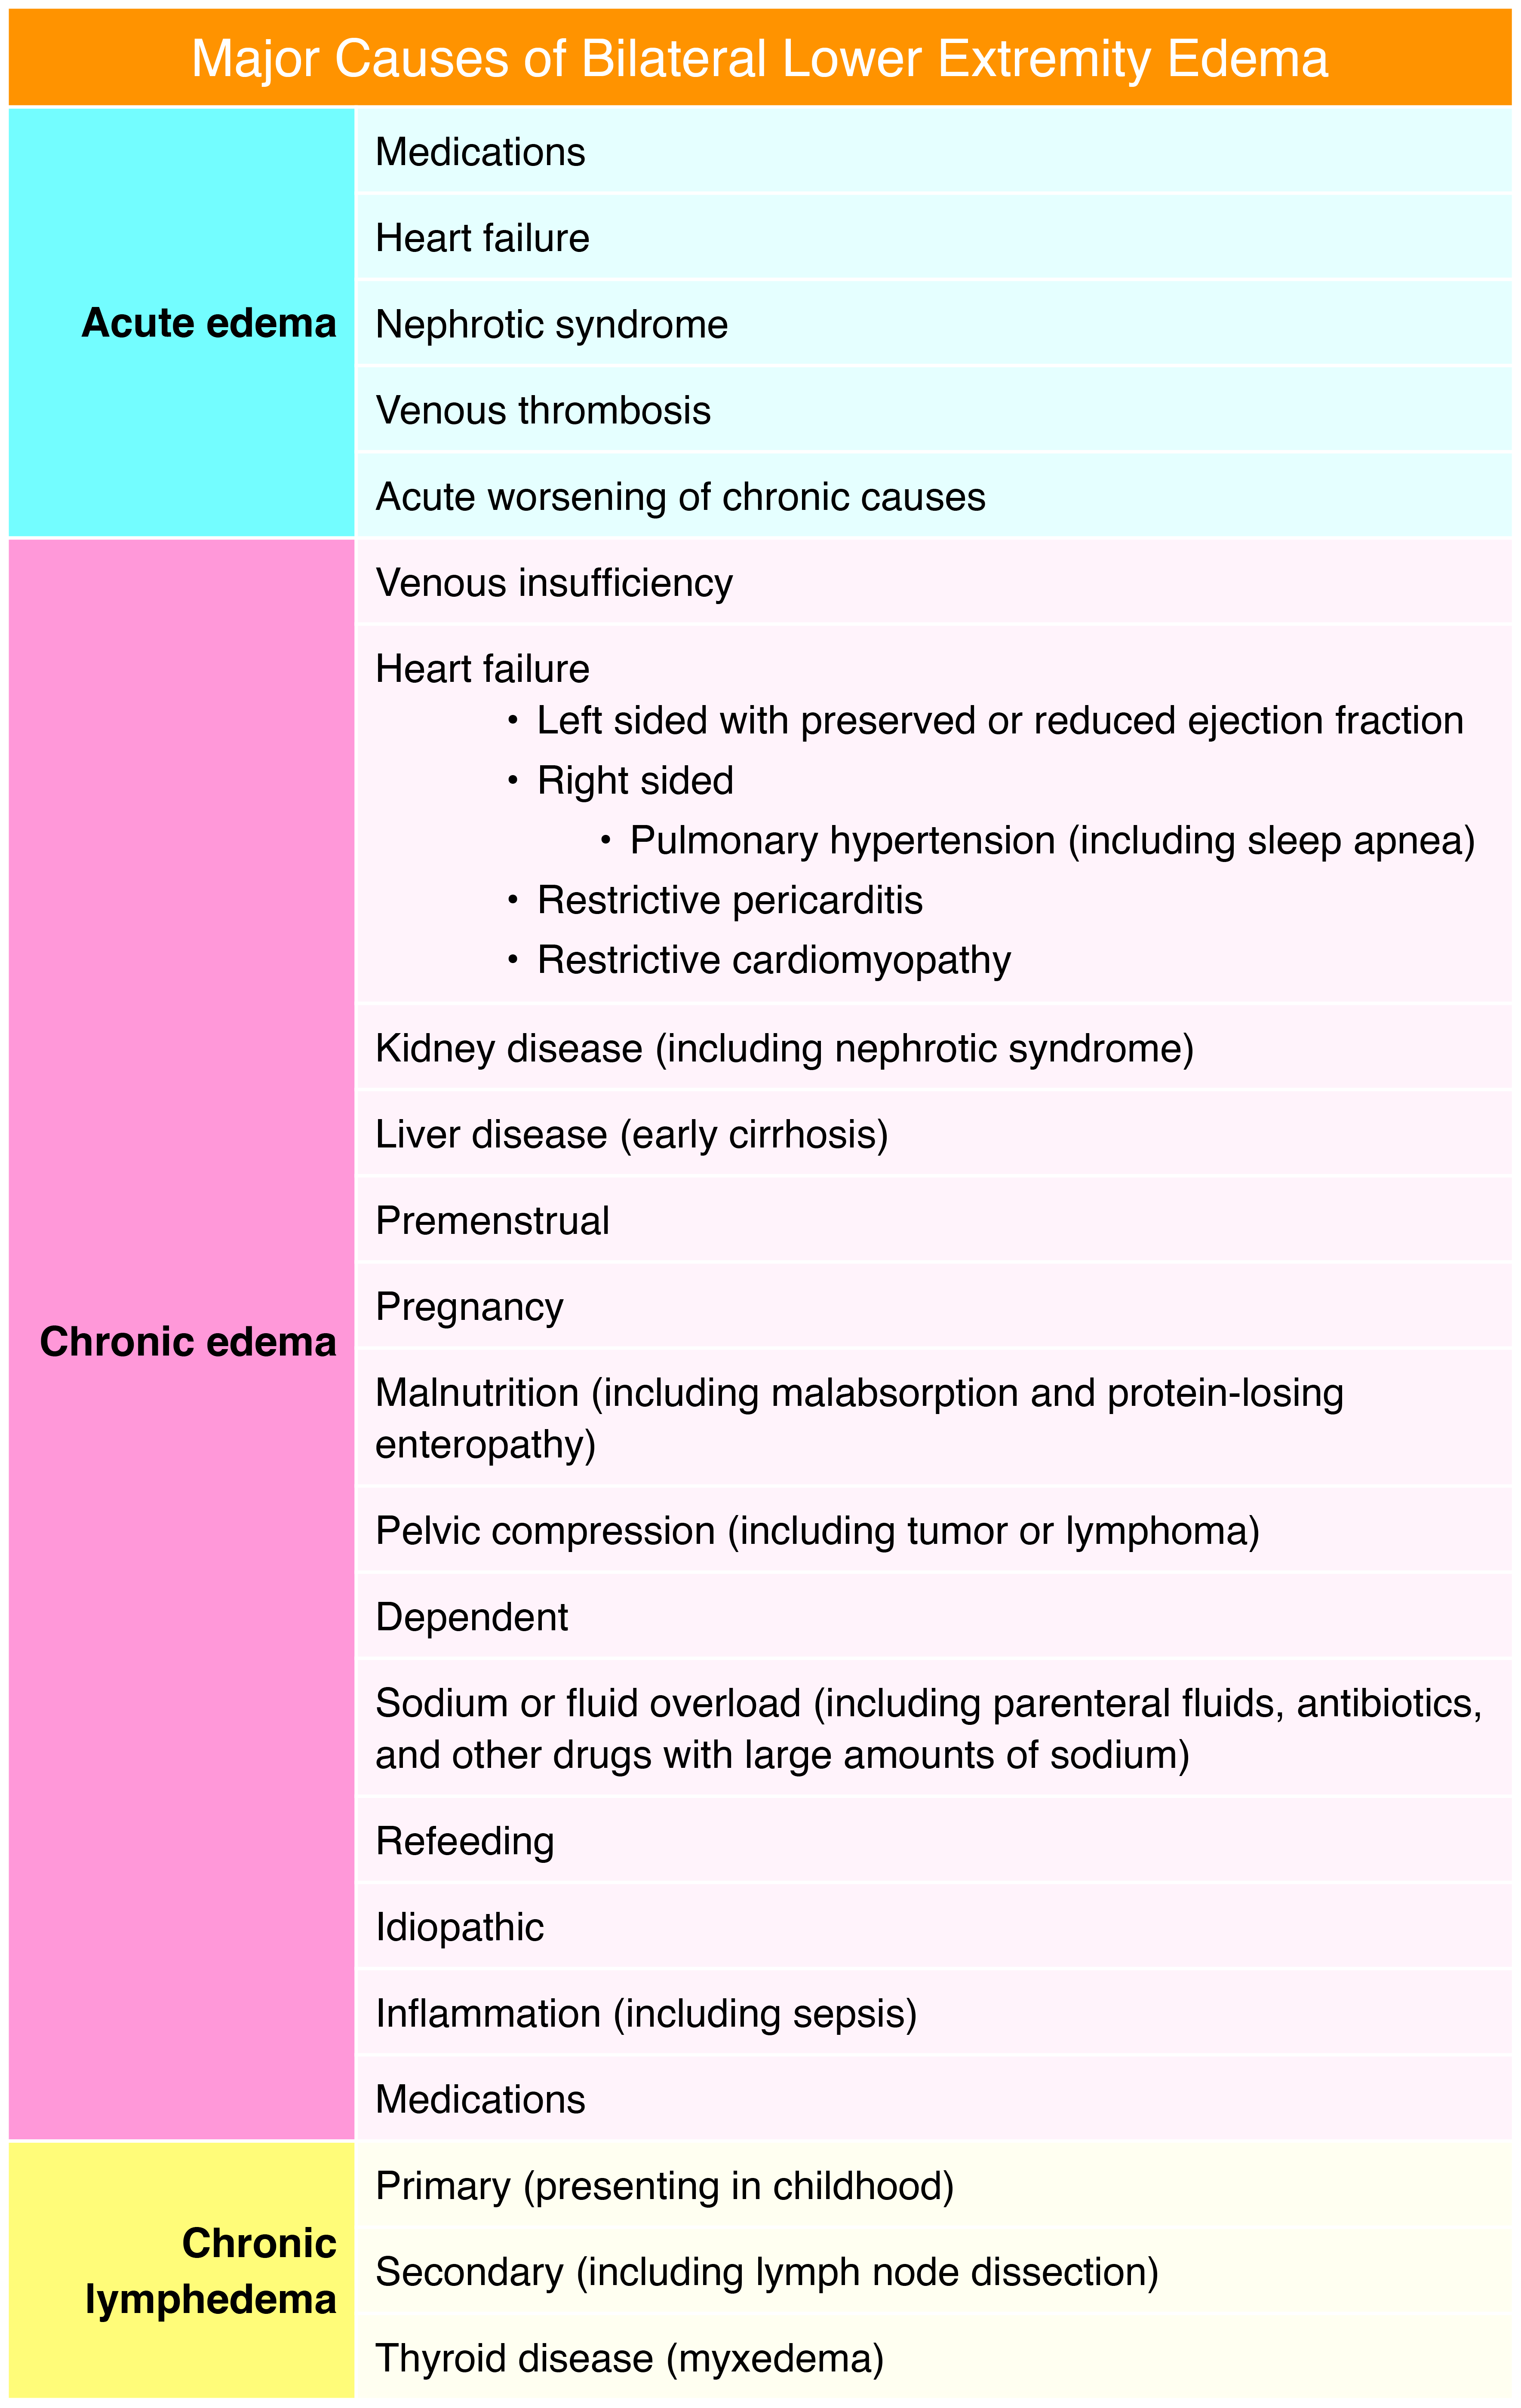 Major Causes of Bilateral Lower Extremity Edema
Acute edema
Medications
Heart failure
Nephrotic syndrome
Venous thrombosis
Acute worsening of chronic causes
Chronic edema
Venous insufficiency
Heart failure
• Left sided with preserved or reduced ejection fraction
• Right sided
• Pulmonary hypertension (including sleep apnea)
• Restrictive pericarditis
• Restrictive cardiomyopathy
Kidney disease (including nephrotic syndrome)
Liver disease (early cirrhosis)
Premenstrual
Pregnancy
Malnutrition (including malabsorption and protein-losing
enteropathy)
Pelvic compression (including tumor or lymphoma)
Dependent
Sodium or fluid overload (including parenteral fluids, antibiotics,
and other drugs with large amounts of sodium)
Refeeding
Idiopathic
Inflammation (including sepsis)
Medications
Chronic
lymphedema
Primary (presenting in childhood)
Secondary (including lymph node dissection)
Thyroid disease (myxedema)